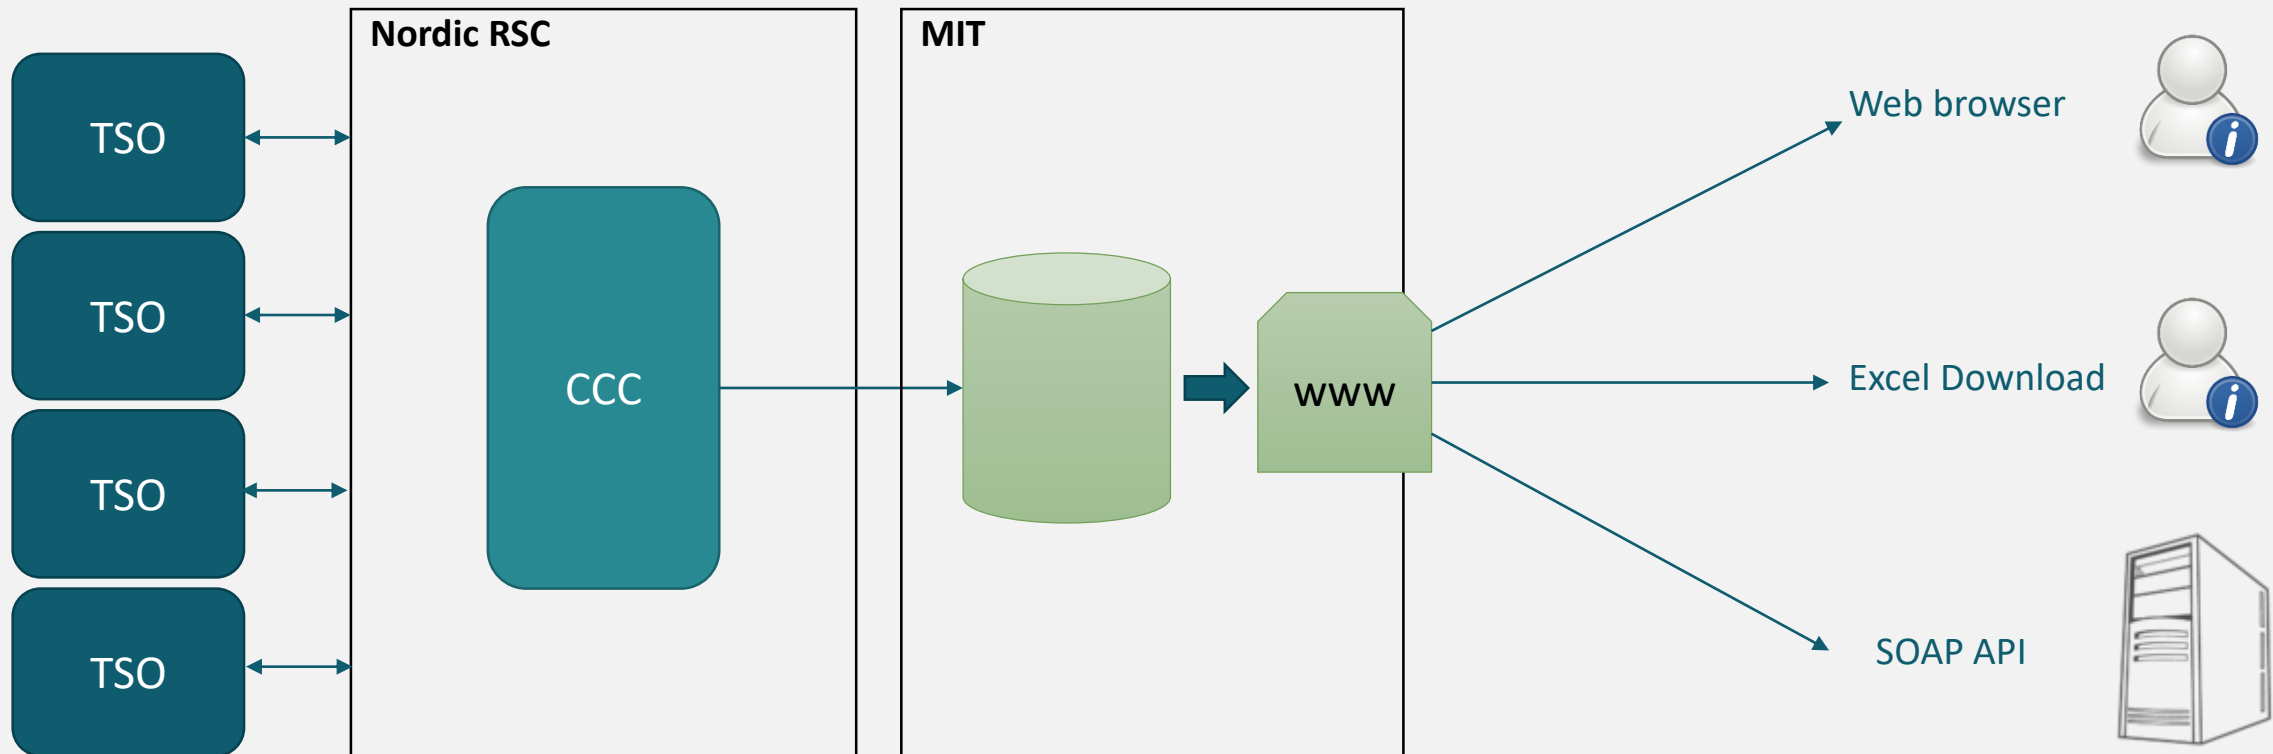 Nordic RSC
MIT
TSO
TSO
TSO
TSO
CCC
www
Web browser
i
Excel Download
i
SOAP API